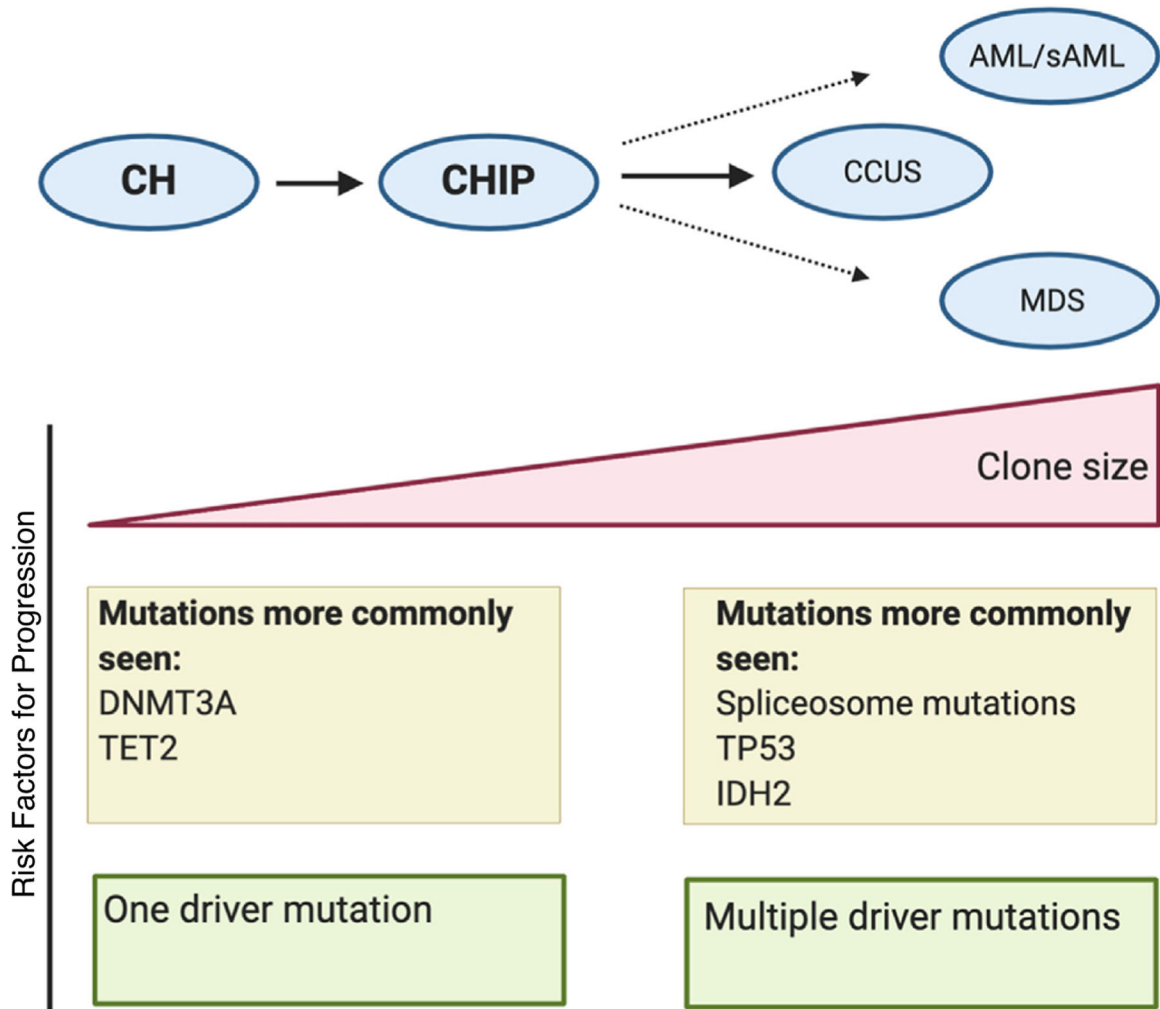 AML/sAML
CH
CHIP
CCUS
MDS
Clone size
Risk Factors for Progression
Mutations more commonly
seen:
DNMT3A
TET2
Mutations more commonly
seen:
Spliceosome mutations
TP53
IDH2
One driver mutation
Multiple driver mutations